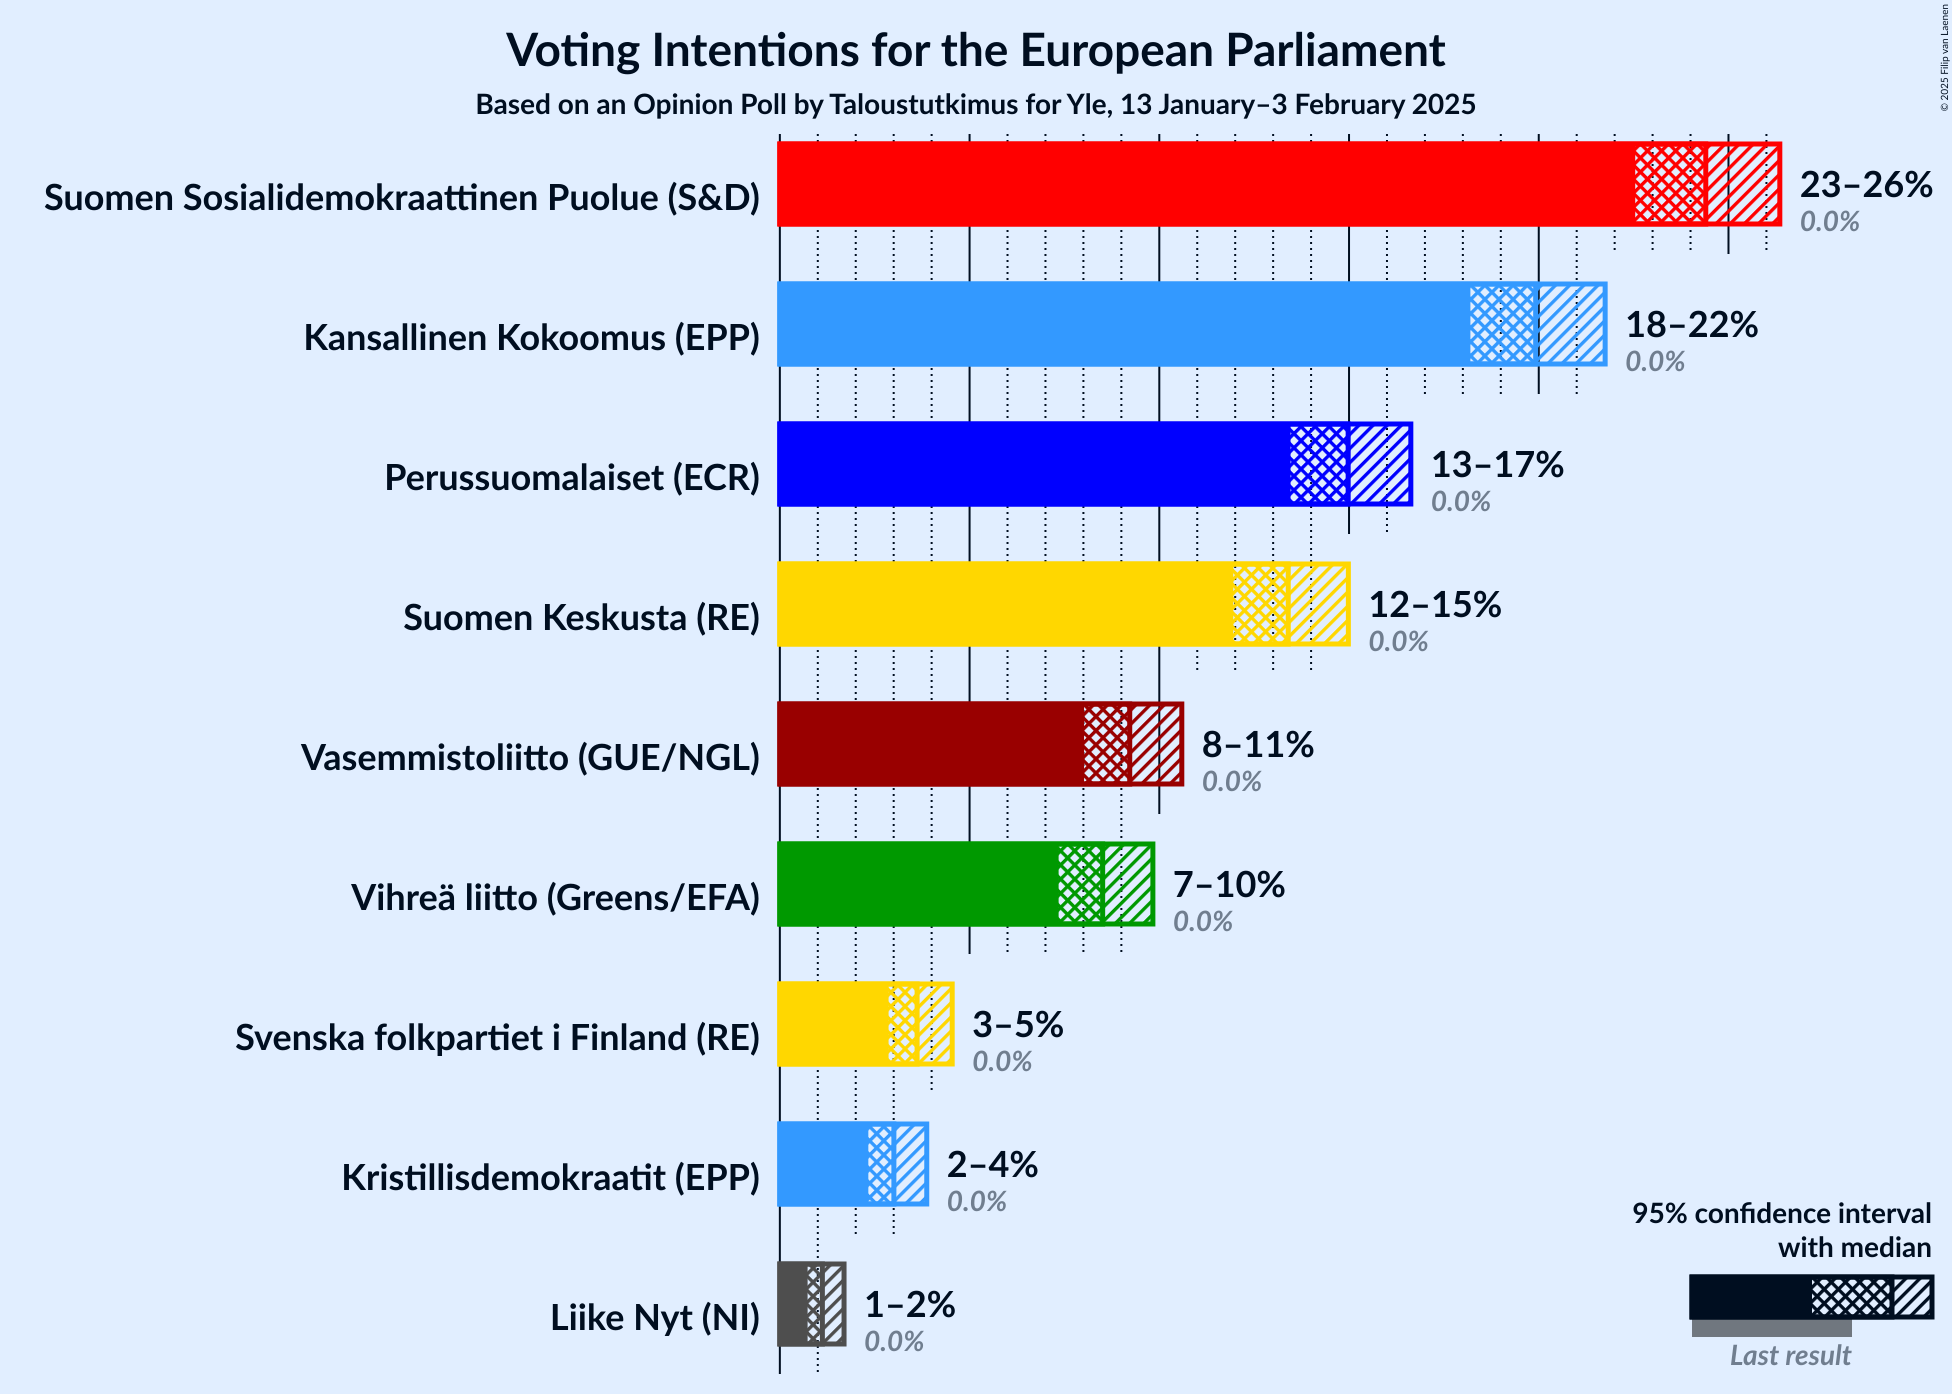 Voting Intentions for the European Parliament
Based on an Opinion Poll by Taloustutkimus for Yle, 13 January–3 February 2025
© 2025 Filip van Laenen
Suomen Sosialidemokraattinen Puolue (S&D)
23–26%
0.0%
Kansallinen Kokoomus (EPP)
18–22%
0.0%
Perussuomalaiset (ECR)
13–17%
0.0%
Suomen Keskusta (RE)
12–15%
0.0%
Vasemmistoliitto (GUE/NGL)
8–11%
0.0%
Vihreä liitto (Greens/EFA)
7–10%
0.0%
Svenska folkpartiet i Finland (RE)
3–5%
0.0%
Kristillisdemokraatit (EPP)
2–4%
0.0%
Liike Nyt (NI)
1–2%
0.0%
95% confidence interval
with median
Last result